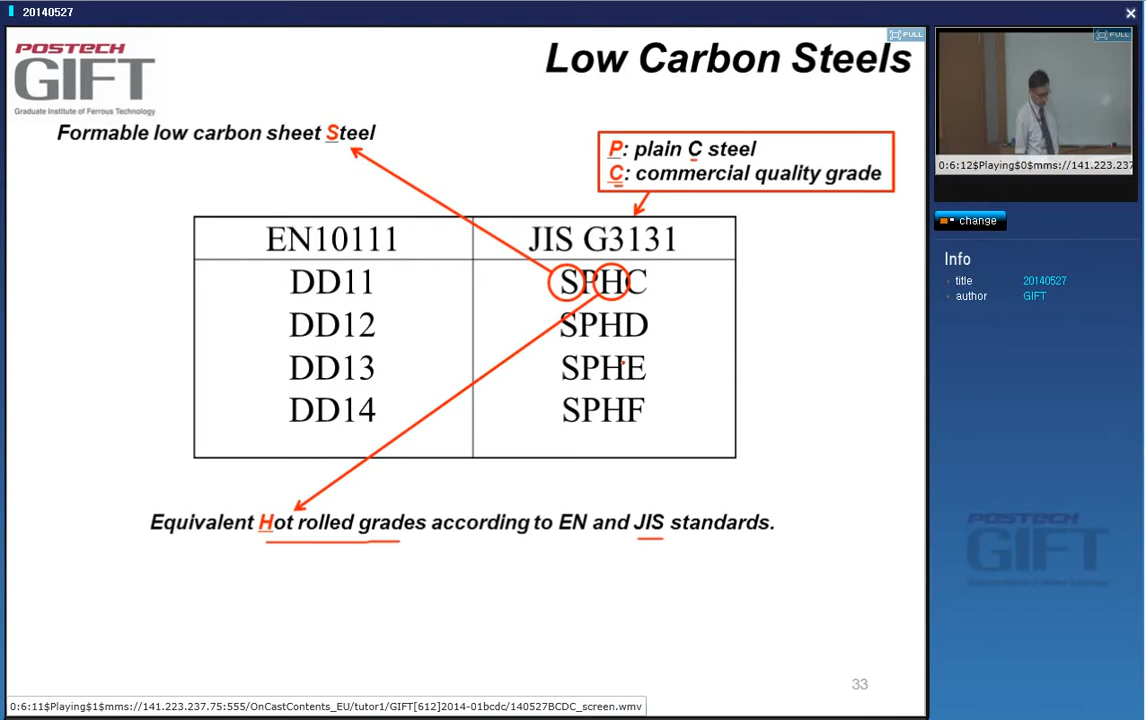 20140527
POSTECH
GIFT
Graduate Institute of Ferrous Technology
Low Carbon Steels
FULL
FULL
Formable low carbon sheet Steel
P: plain C steel
C: commercial quality grade
EN10111 JIS G3131
DD11 SPHC
DD12 SPHD
DD13 SPHE
DD14 SPHF
Equivalent Hot rolled grades according to EN and JIS standards.
33
0:6:11$Playing$1$mms://141.223.237.75:555/OnCastContents_EU/tutor1/GIFT[612]2014-01bcdc/140527BCDC_screen.wmv
0:6:12$Playing$0$mms://141.223.237
change
Info
title 20140527
author GIFT
POSTECH
GIFT